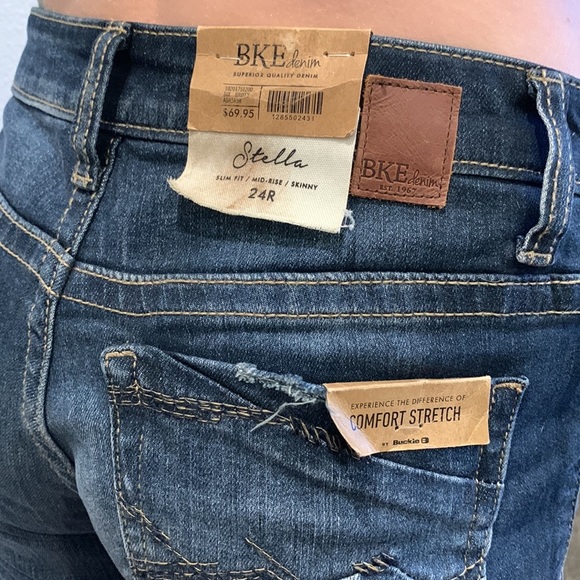 BKE denim
SUPERIOR QUALITY DENIM
$69.95
1285502431
Stella
SLIM FIT / MID-RISE / SKINNY
24R
BKE denim
EST. 1967
EXPERIENCE THE DIFFERENCE OF
COMFORT STRETCH
BY Buckle B